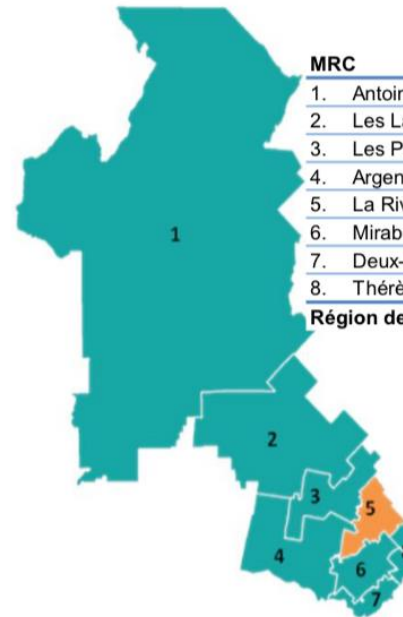 MRC
1. Antoin
2. Les La
3. Les P
4. Argen
5. La Riv
6. Mirab
7. Deux-
8. Thérè
Région de
1
2
3
5
4
6
7